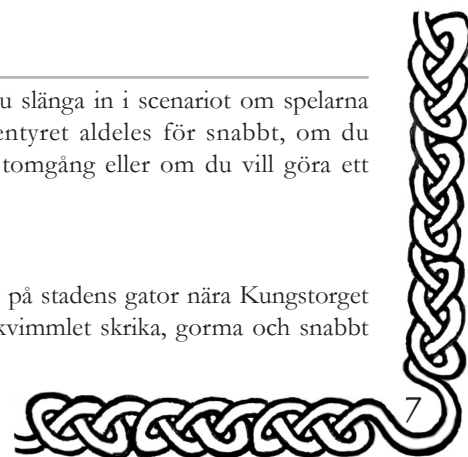 u slänga in i scenariot om spelarna
entyret aldeles för snabbt, om du
tomgång eller om du vill göra ett
på stadens gator nära Kungstorget
kvimmlet skrika, gorma och snabbt
7